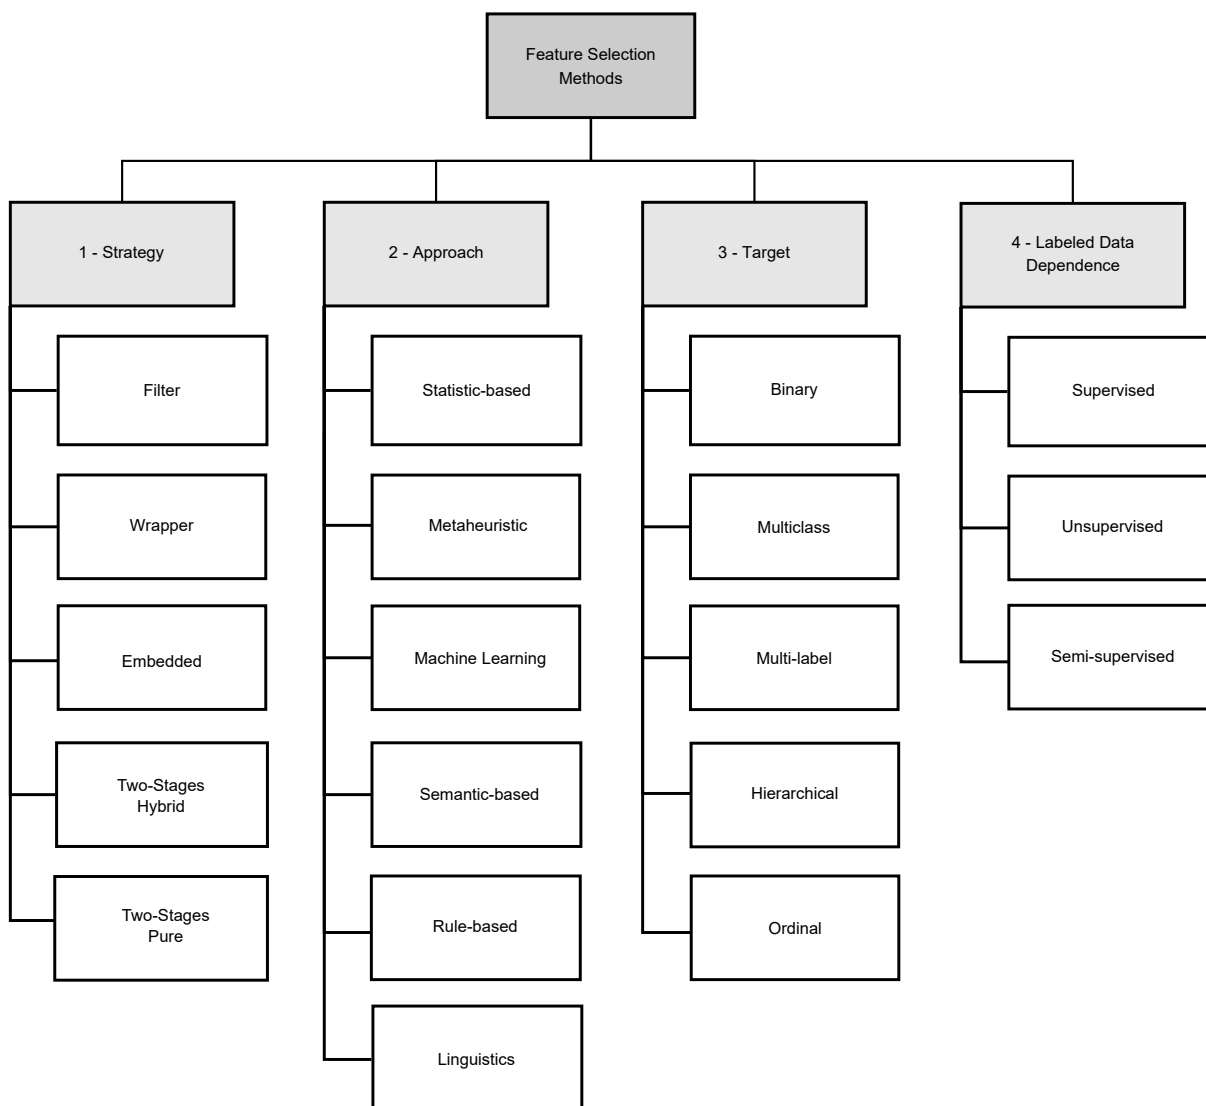 Feature Selection
Methods
1 - Strategy
Filter
Wrapper
Embedded
Two-Stages
Hybrid
Two-Stages
Pure
2 - Approach
Statistic-based
Metaheuristic
Machine Learning
Semantic-based
Rule-based
Linguistics
3 - Target
Binary
Multiclass
Multi-label
Hierarchical
Ordinal
4 - Labeled Data
Dependence
Supervised
Unsupervised
Semi-supervised